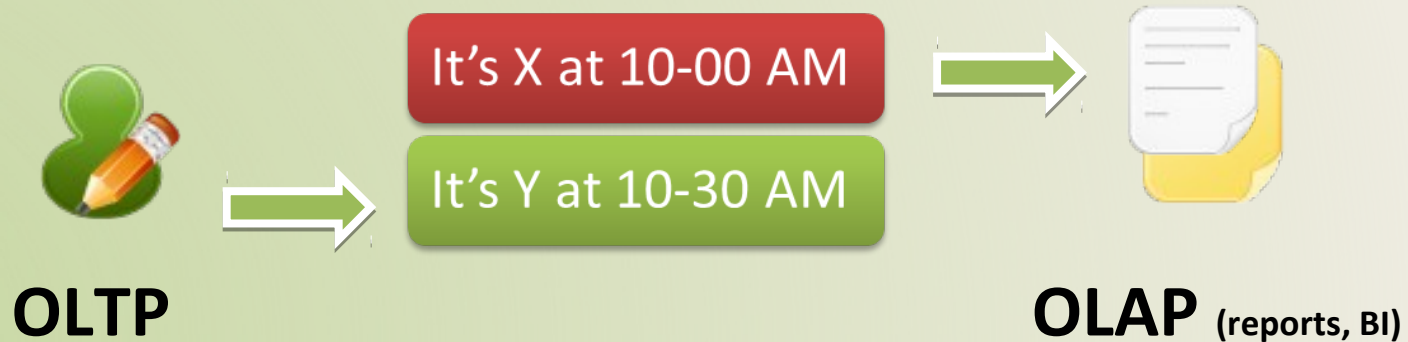 It's X at 10-00 AM
It's Y at 10-30 AM
OLTP
OLAP (reports, BI)